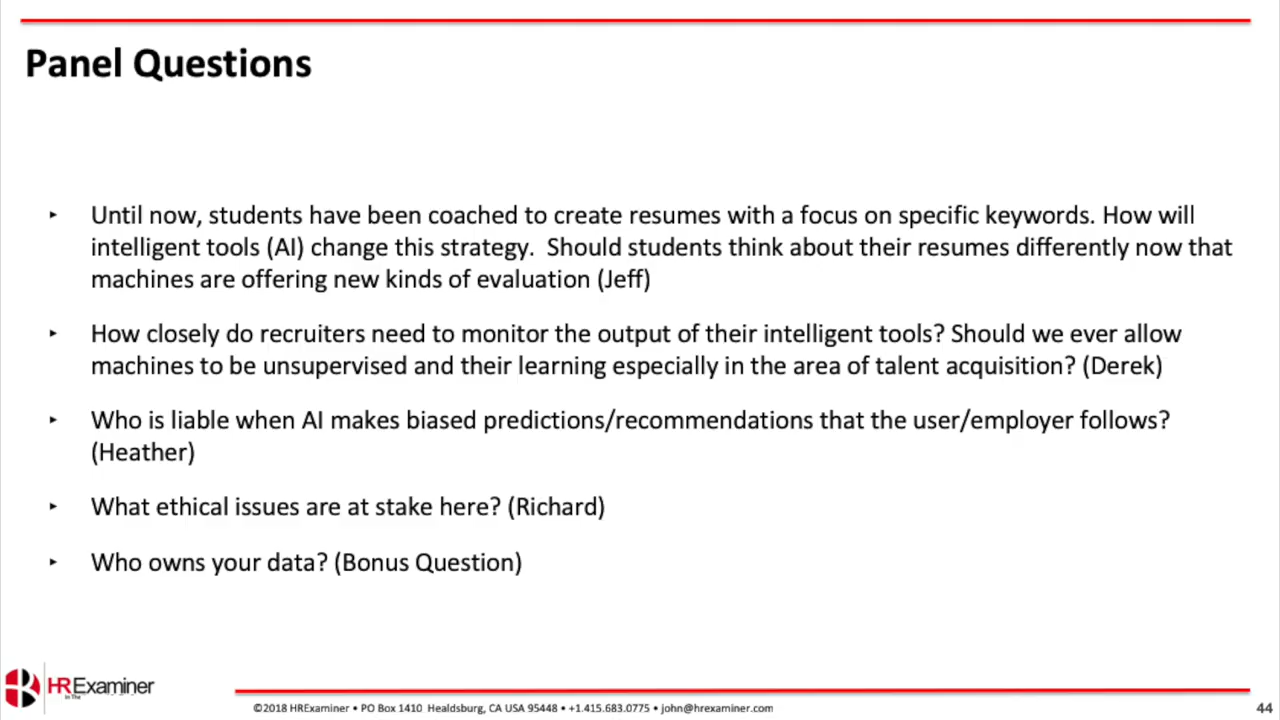 Panel Questions
‣ Until now, students have been coached to create resumes with a focus on specific keywords. How will
intelligent tools (AI) change this strategy.  Should students think about their resumes differently now that
machines are offering new kinds of evaluation (Jeff)
‣ How closely do recruiters need to monitor the output of their intelligent tools? Should we ever allow
machines to be unsupervised and their learning especially in the area of talent acquisition? (Derek)
‣ Who is liable when AI makes biased predictions/recommendations that the user/employer follows?
(Heather)
‣ What ethical issues are at stake here? (Richard)
‣ Who owns your data? (Bonus Question)
HRExaminer
In The
©2018 HRExaminer • PO Box 1410  Healdsburg, CA USA 95448 • +1.415.683.0775 • john@hrexaminer.com
44